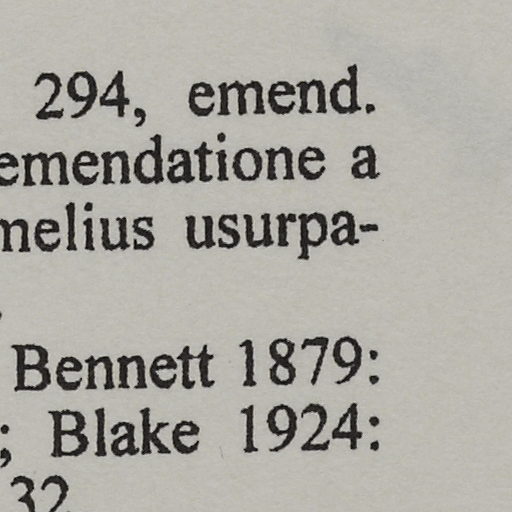 294, emend.
emendatione a
melius usurpa-
Bennett 1879:
; Blake 1924:
32